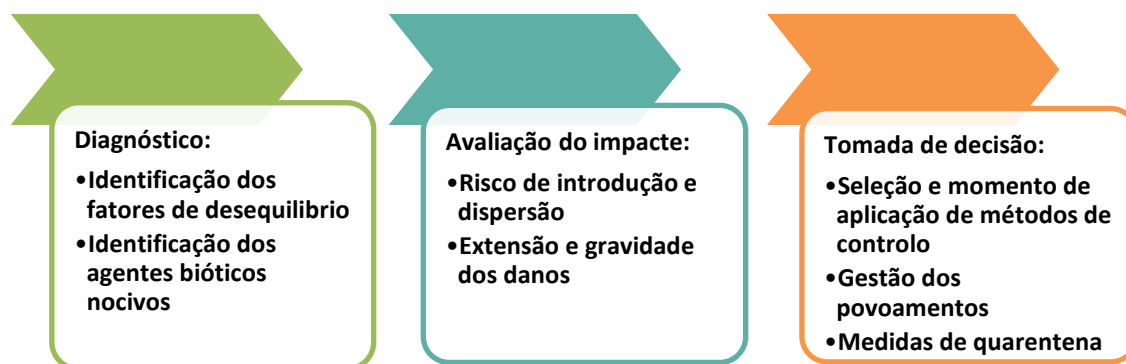 Diagnóstico:
•Identificação dos
fatores de desequilibrio
•Identificação dos
agentes bióticos
nocivos
Avaliação do impacte:
•Risco de introdução e
dispersão
•Extensão e gravidade
dos danos
Tomada de decisão:
•Seleção e momento de
aplicação de métodos de
controlo
•Gestão dos
povoamentos
•Medidas de quarentena